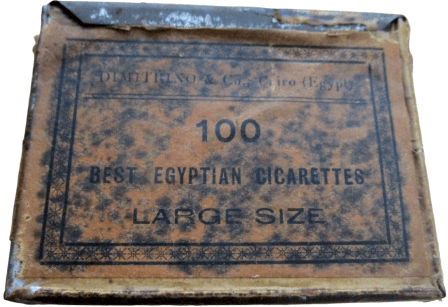 DIMITRINO & Co., Cairo (Egypt)
100
BEST EGYPTIAN CIGARETTES
LARGE SIZE